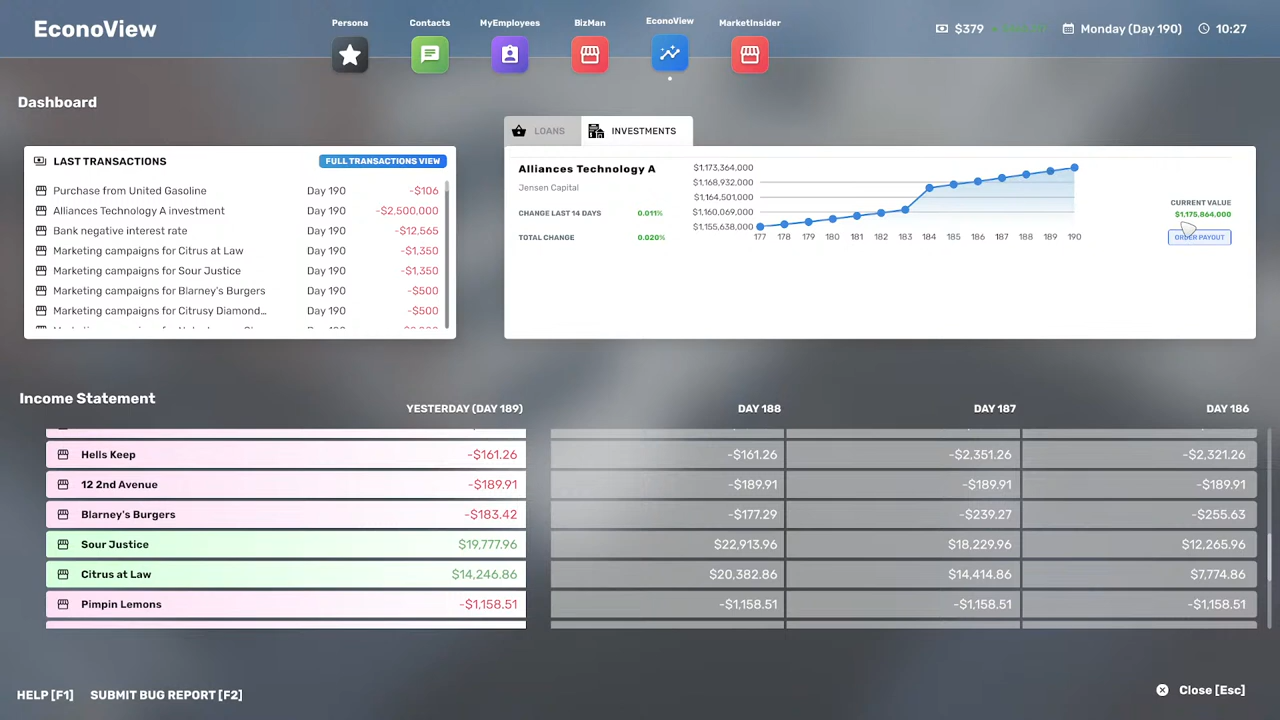 EconoView
Persona
Contacts
MyEmployees
BizMan
EconoView
MarketInsider
$379
Monday (Day 190)
10:27
Dashboard
LOANS
INVESTMENTS
LAST TRANSACTIONS
FULL TRANSACTIONS VIEW
Purchase from United Gasoline Day 190 -$106
Alliances Technology A investment Day 190 -$2,500,000
Bank negative interest rate Day 190 -$12,565
Marketing campaigns for Citrus at Law Day 190 -$1,350
Marketing campaigns for Sour Justice Day 190 -$1,350
Marketing campaigns for Blarney's Burgers Day 190 -$500
Marketing campaigns for Citrusy Diamond... Day 190 -$500
Alliances Technology A
Jensen Capital
CHANGE LAST 14 DAYS 0.011%
TOTAL CHANGE 0.020%
$1,173,364,000
$1,168,932,000
$1,164,501,000
$1,160,069,000
$1,155,638,000
177 178 179 180 181 182 183 184 185 186 187 188 189 190
CURRENT VALUE
$1,175,864,000
ORDER PAYOUT
Income Statement
YESTERDAY (DAY 189) DAY 188 DAY 187 DAY 186
Hells Keep -$161.26 -$161.26 -$2,351.26 -$2,321.26
12 2nd Avenue -$189.91 -$189.91 -$189.91 -$189.91
Blarney's Burgers -$183.42 -$177.29 -$239.27 -$255.63
Sour Justice $19,777.96 $22,913.96 $18,229.96 $12,265.96
Citrus at Law $14,246.86 $20,382.86 $14,414.86 $7,774.86
Pimpin Lemons -$1,158.51 -$1,158.51 -$1,158.51 -$1,158.51
HELP [F1]
SUBMIT BUG REPORT [F2]
Close [Esc]